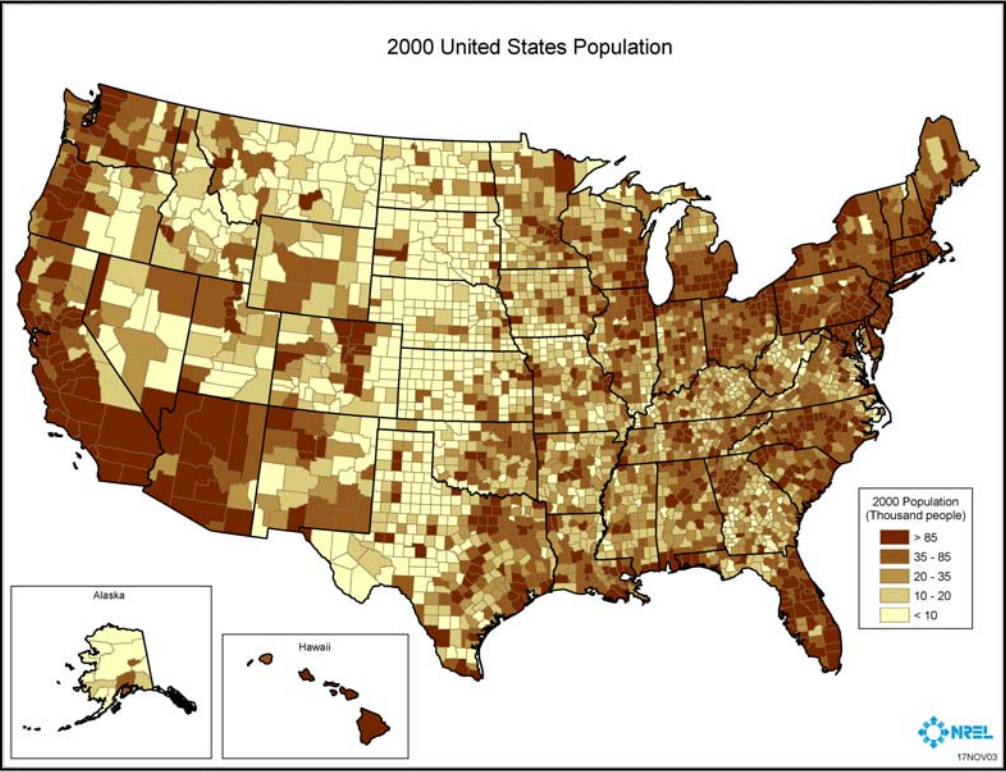 2000 United States Population
2000 Population
(Thousand people)
> 85
35 - 85
20 - 35
10 - 20
< 10
Alaska
Hawaii
NREL
17NOV03